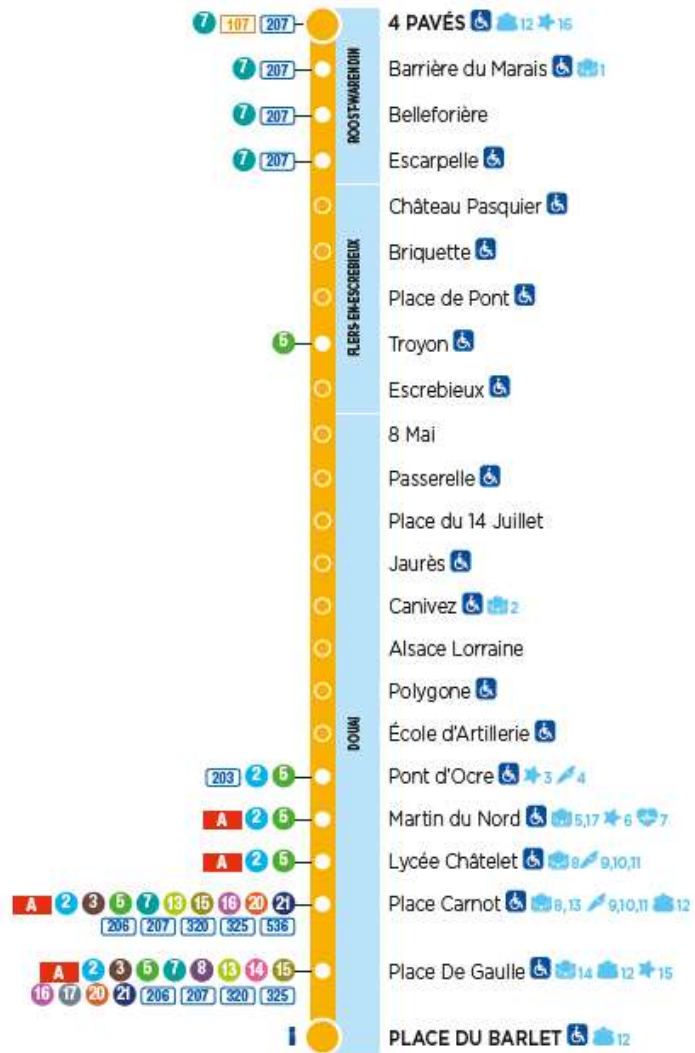 7 107 207 4 PAVÉS 12 16
7 207 Barrière du Marais 1
7 207 Belleforière
7 207 Escarpelle
ROOST-WARENDIN
Château Pasquier
Briquette
Place de Pont
5 Troyon
Escrebieux
FLERS-EN-ESCREBIEUX
8 Mai
Passerelle
Place du 14 Juillet
Jaurès
Canivez 2
Alsace Lorraine
Polygone
École d'Artillerie
DOUAI
203 2 5 Pont d'Ocre 3 4
A 2 5 Martin du Nord 5,17 6 7
A 2 5 Lycée Châtelet 8 9,10,11
A 2 3 5 7 13 15 16 20 21 Place Carnot 8,13 9,10,11 12
206 207 320 325 536
A 2 3 5 7 8 13 14 15 Place De Gaulle 14 12 15
16 17 20 21 206 207 320 325
i PLACE DU BARLET 12